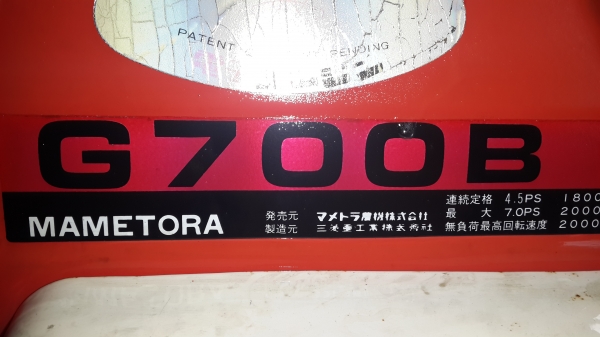 PATENT PENDING
G700B
MAMETORA
発売元 マメトラ農機株式会社
製造元 三菱重工業株式会社
連続定格 4.5PS 1800
最 大 7.0PS 2000
無負荷最高回転速度 2000